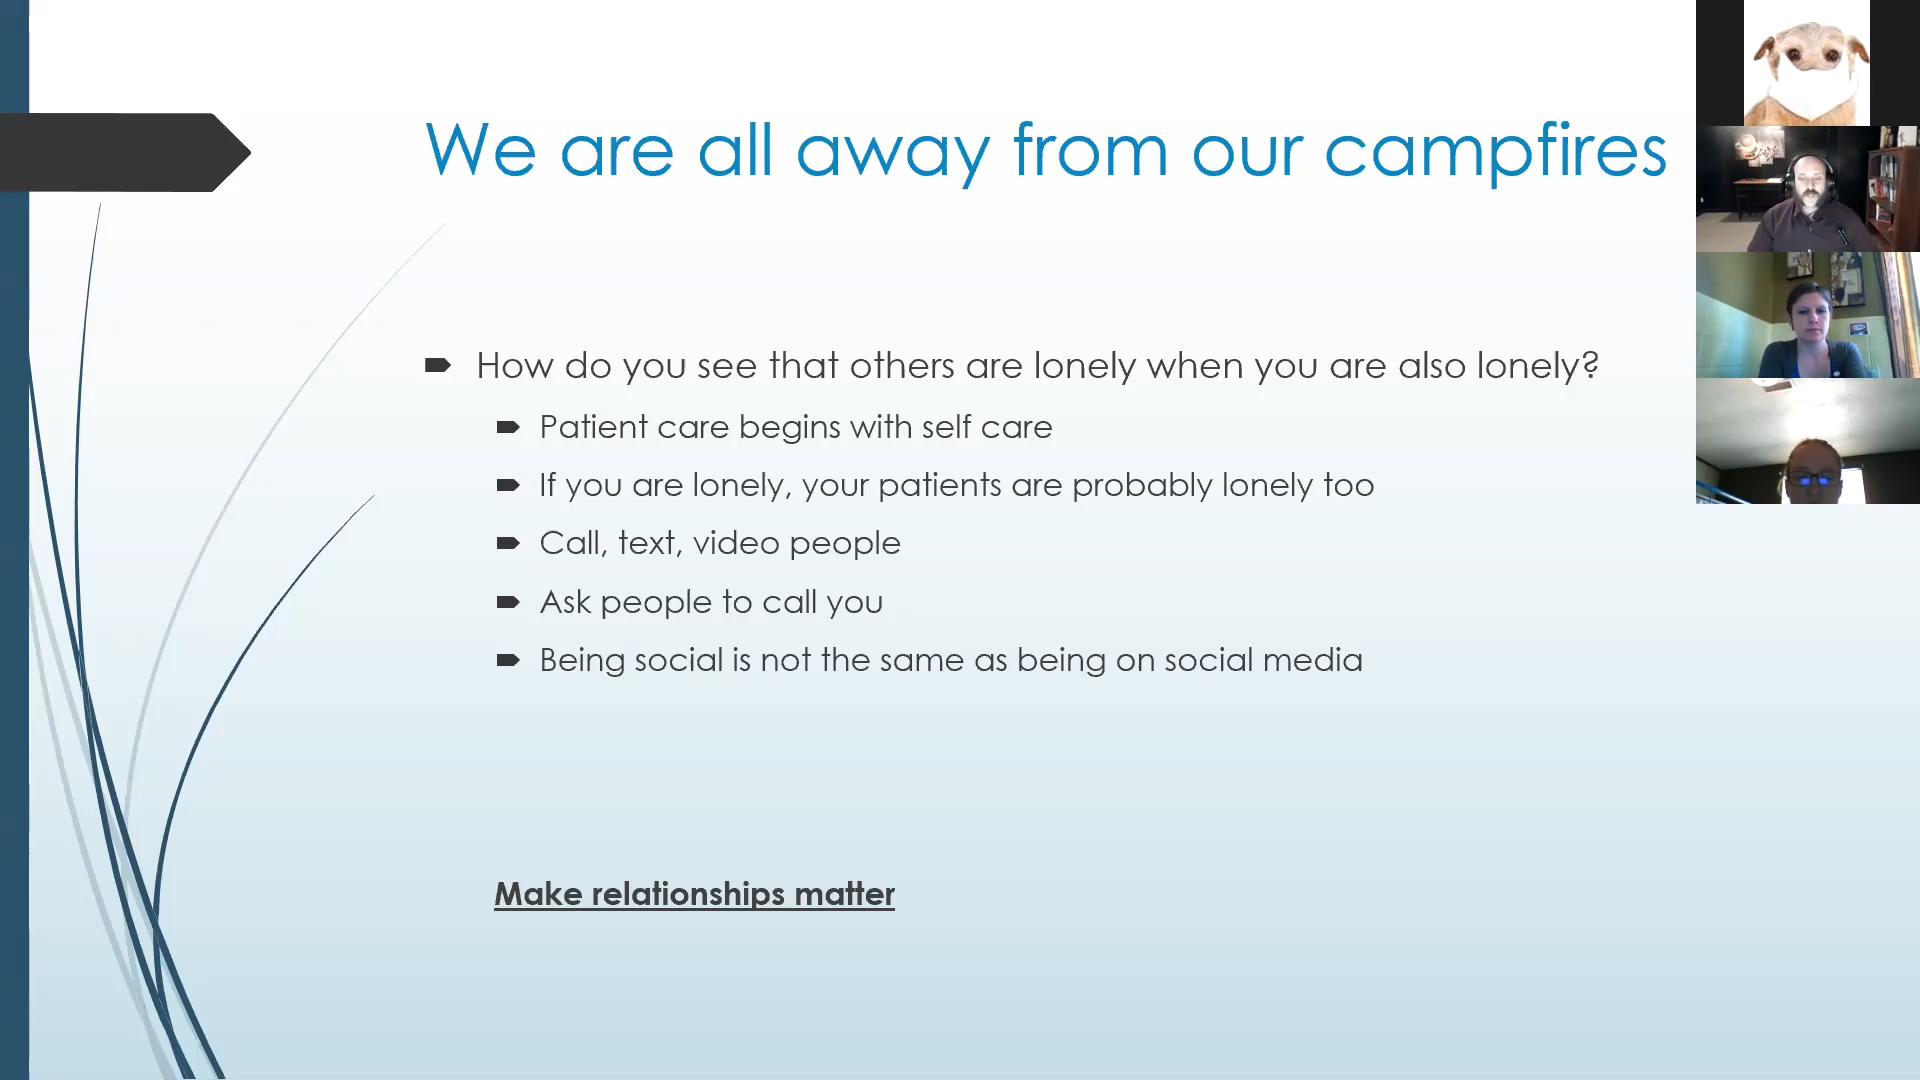 We are all away from our campfires
How do you see that others are lonely when you are also lonely?
Patient care begins with self care
If you are lonely, your patients are probably lonely too
Call, text, video people
Ask people to call you
Being social is not the same as being on social media
Make relationships matter